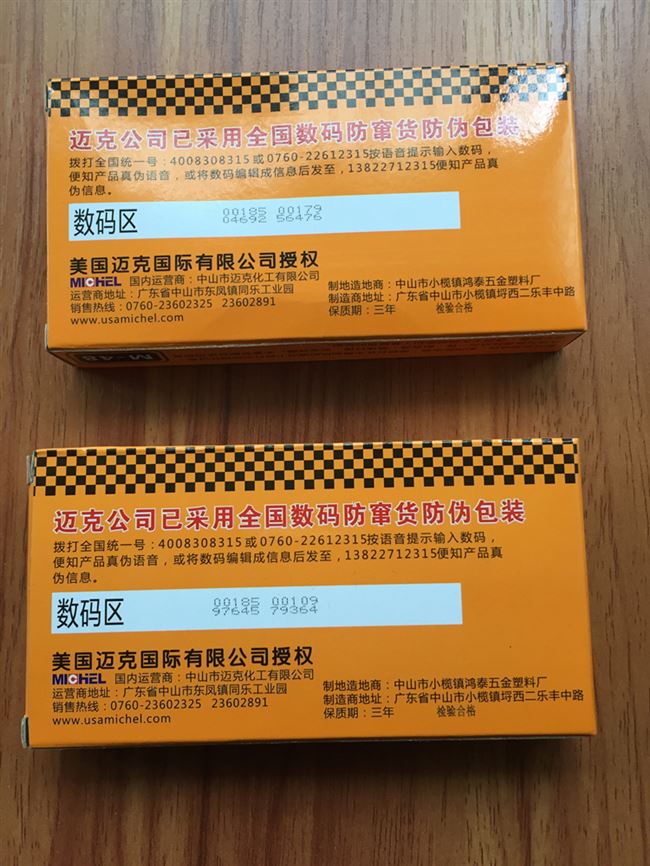 迈克公司已采用全国数码防窜货防伪包装
拨打全国统一号：4008308315或0760-22612315按语音提示输入数码，
便知产品真伪语音，或将数码编辑成信息后发至，13822712315便知产品真
伪信息。
数码区
00185 00179
04692 56476
美国迈克国际有限公司授权
MICHEL 国内运营商：中山市迈克化工有限公司
运营商地址：广东省中山市东凤镇同乐工业园
销售热线：0760-23602325 23602891
www.usamichel.com
制地造地商：中山市小榄镇鸿泰五金塑料厂
制造商地址：广东省中山市小榄镇埒西二乐丰中路
保质期：三年 检验合格
M-48
迈克公司已采用全国数码防窜货防伪包装
拨打全国统一号：4008308315或0760-22612315按语音提示输入数码，
便知产品真伪语音，或将数码编辑成信息后发至，13822712315便知产品真
伪信息。
数码区
00185 00109
97645 79364
美国迈克国际有限公司授权
MICHEL 国内运营商：中山市迈克化工有限公司
运营商地址：广东省中山市东凤镇同乐工业园
销售热线：0760-23602325 23602891
www.usamichel.com
制地造地商：中山市小榄镇鸿泰五金塑料厂
制造商地址：广东省中山市小榄镇埒西二乐丰中路
保质期：三年 检验合格